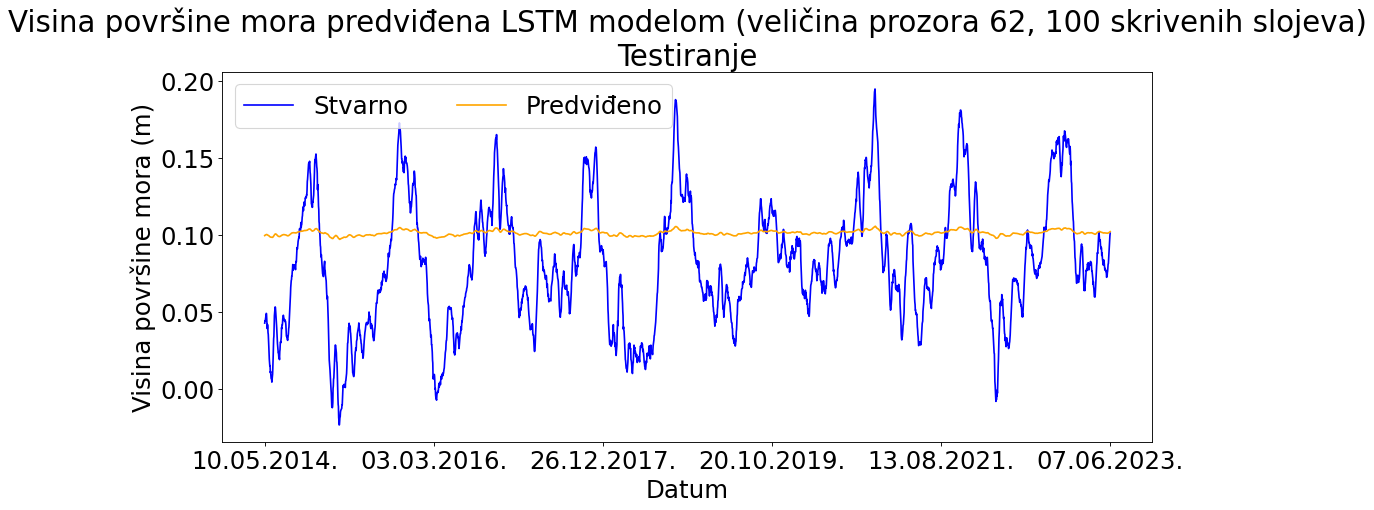 Visina površine mora predviđena LSTM modelom (veličina prozora 62, 100 skrivenih slojeva)
Testiranje
Stvarno Predviđeno
Visina površine mora (m)
0.20
0.15
0.10
0.05
0.00
10.05.2014. 03.03.2016. 26.12.2017. 20.10.2019. 13.08.2021. 07.06.2023.
Datum